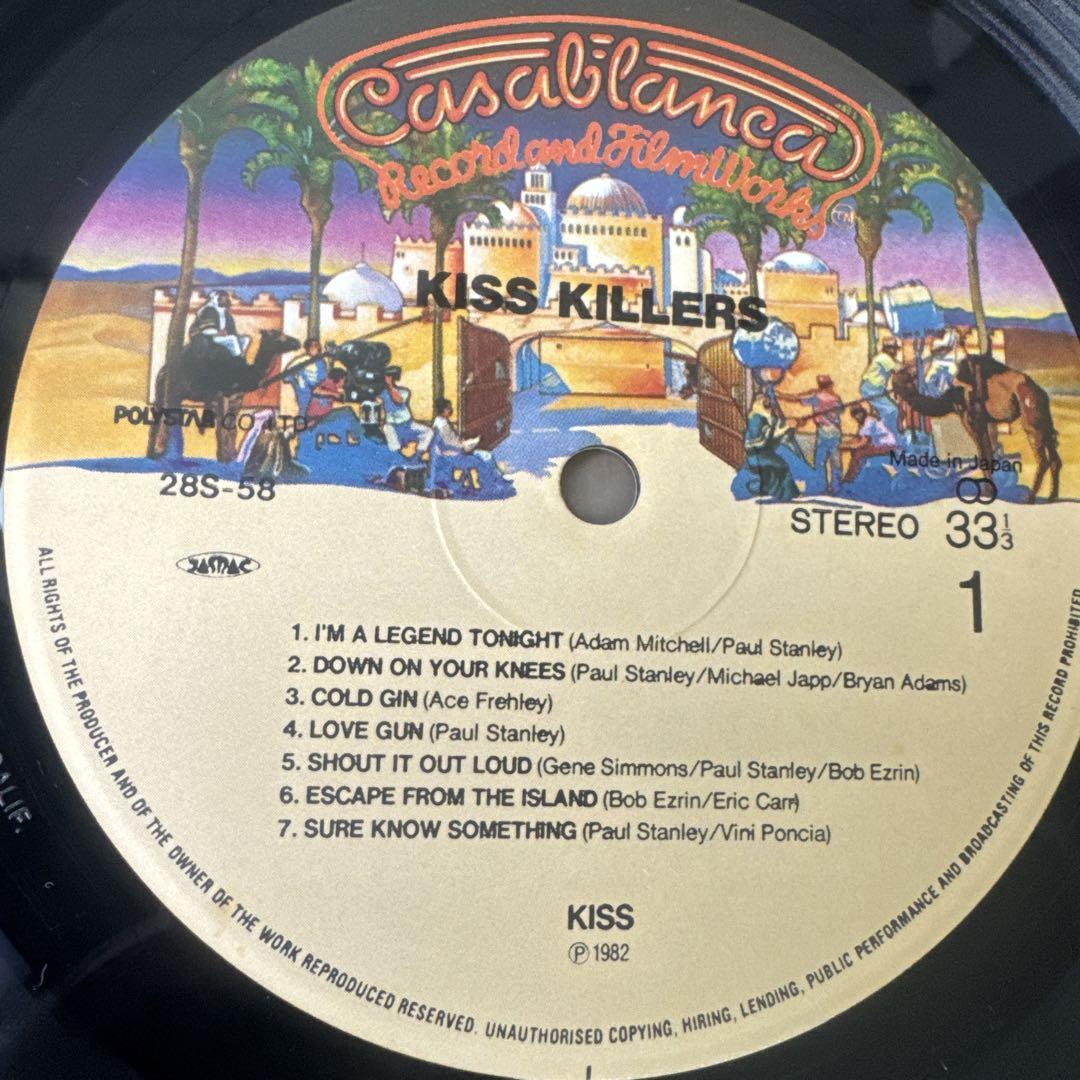 Casablanca
Record and FilmWorks
KISS KILLERS
POLYSTAR CO., LTD.
28S-58
Made in Japan
STEREO 33 1/3
JASRAC
1
1. I'M A LEGEND TONIGHT (Adam Mitchell/Paul Stanley)
2. DOWN ON YOUR KNEES (Paul Stanley/Michael Japp/Bryan Adams)
3. COLD GIN (Ace Frehley)
4. LOVE GUN (Paul Stanley)
5. SHOUT IT OUT LOUD (Gene Simmons/Paul Stanley/Bob Ezrin)
6. ESCAPE FROM THE ISLAND (Bob Ezrin/Eric Carr)
7. SURE KNOW SOMETHING (Paul Stanley/Vini Poncia)
KISS
℗ 1982
ALL RIGHTS OF THE PRODUCER AND OF THE OWNER OF THE WORK REPRODUCED RESERVED. UNAUTHORISED COPYING, HIRING, LENDING, PUBLIC PERFORMANCE AND BROADCASTING OF THIS RECORD PROHIBITED
CALIF.